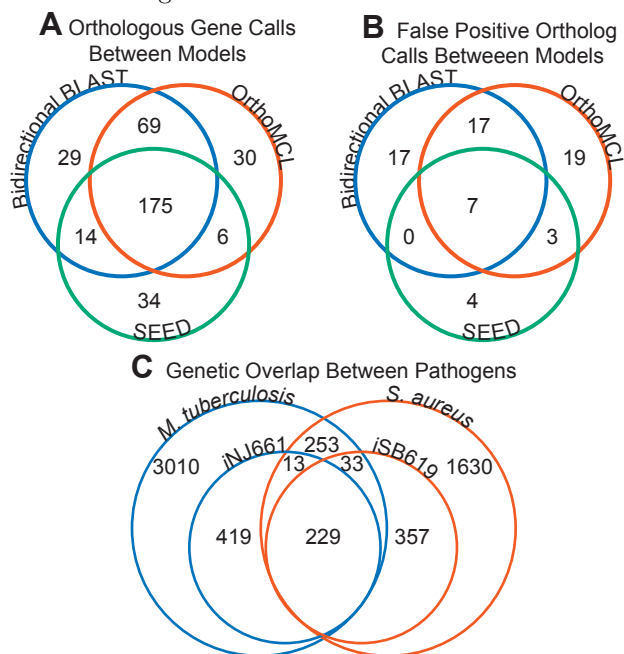 A Orthologous Gene Calls
Between Models
Bidirectional BLAST
OrthoMCL
69
29
30
175
14
6
34
SEED
B False Positive Ortholog
Calls Betweeen Models
Bidirectional BLAST
OrthoMCL
17
17
19
7
0
3
4
SEED
C Genetic Overlap Between Pathogens
M. tuberculosis
S. aureus
iNJ661
253
iSB619
3010
13
33
1630
419
229
357